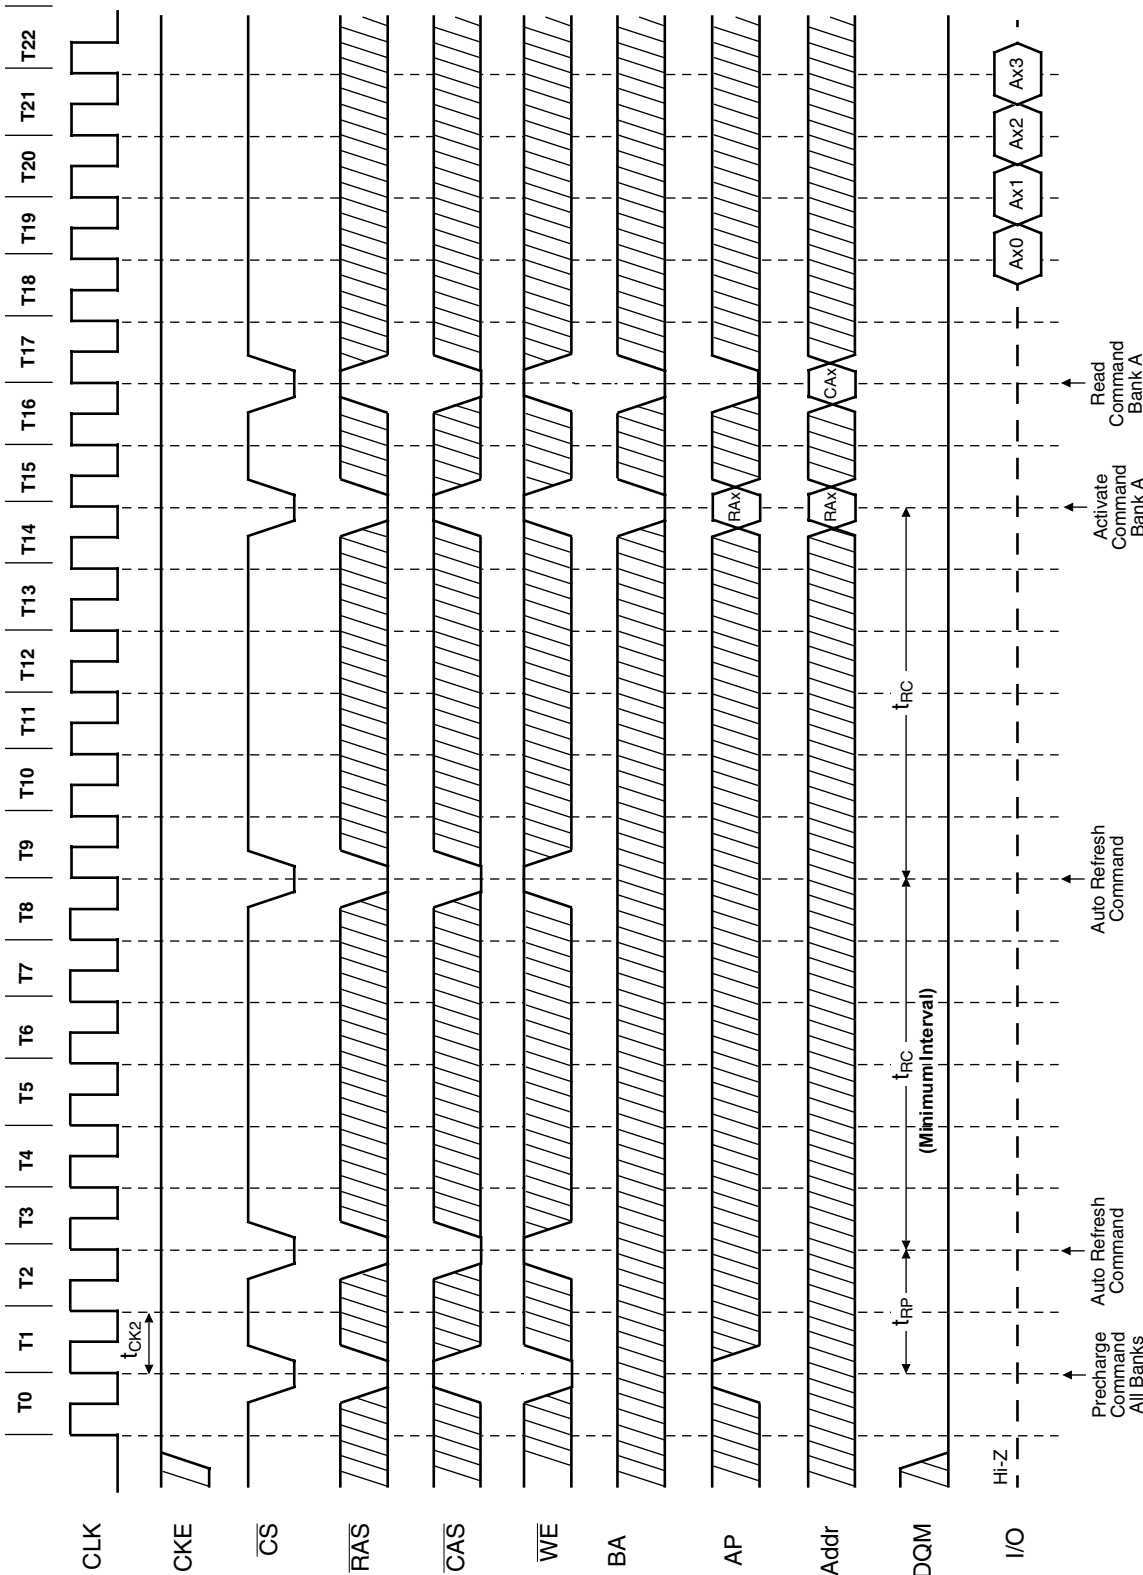 T0 T1 T2 T3 T4 T5 T6 T7 T8 T9 T10 T11 T12 T13 T14 T15 T16 T17 T18 T19 T20 T21 T22
CLK
tCK2
CKE
CS
RAS
CAS
WE
BA
AP
RAx
Addr
RAx CAx
DQM
tRP tRC tRC
(Minimum Interval)
I/O
Hi-Z
Ax0 Ax1 Ax2 Ax3
Precharge
Command
All Banks
Auto Refresh
Command
Auto Refresh
Command
Activate
Command
Bank A
Read
Command
Bank A